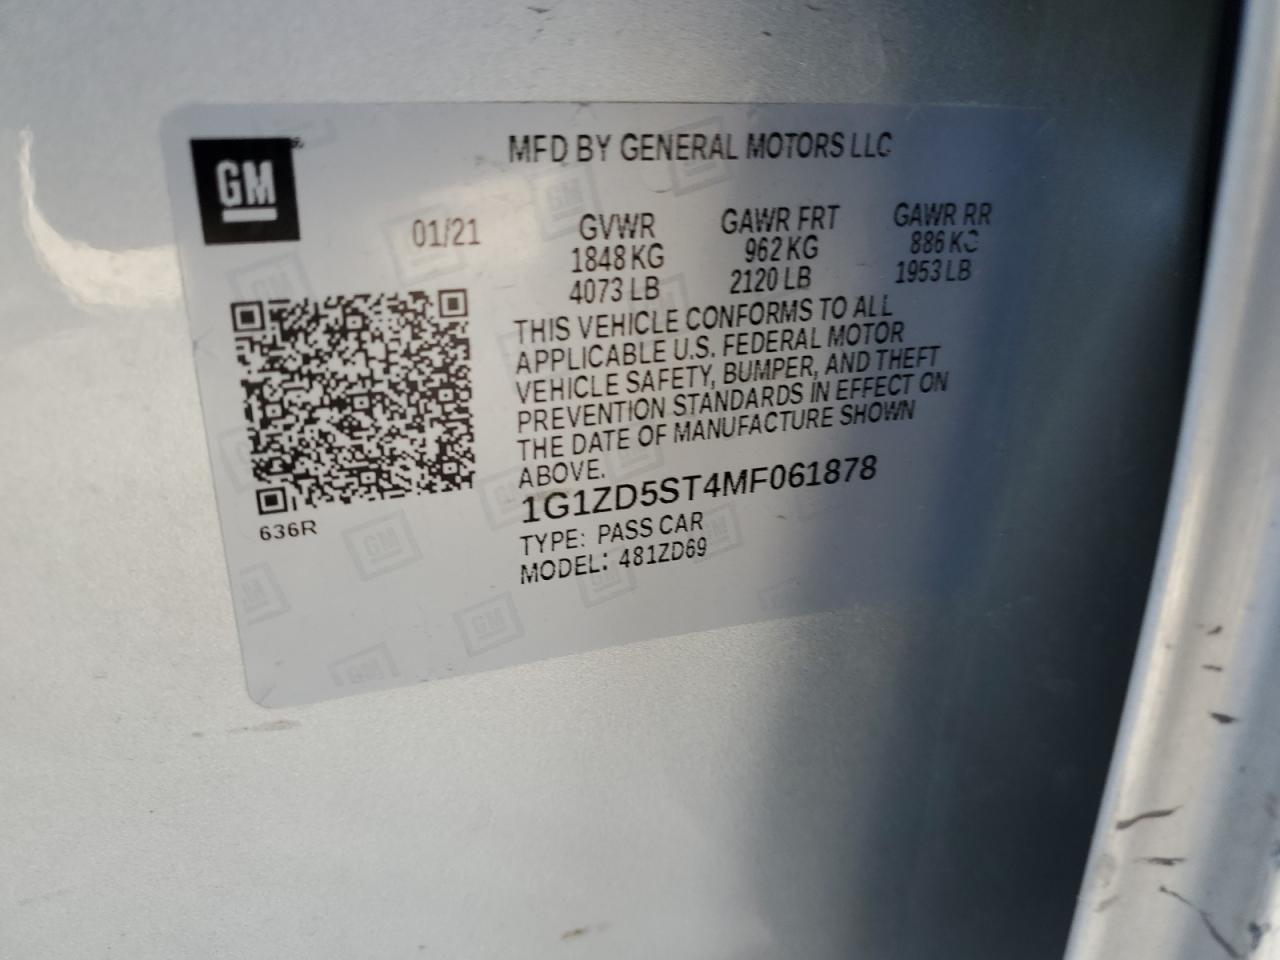 GM
MFD BY GENERAL MOTORS LLC
01/21
GVWR GAWR FRT GAWR RR
1848 KG 962 KG 886 KG
4073 LB 2120 LB 1953 LB
THIS VEHICLE CONFORMS TO ALL
APPLICABLE U.S. FEDERAL MOTOR
VEHICLE SAFETY, BUMPER, AND THEFT
PREVENTION STANDARDS IN EFFECT ON
THE DATE OF MANUFACTURE SHOWN
ABOVE.
1G1ZD5ST4MF061878
TYPE: PASS CAR
MODEL: 481ZD69
636R